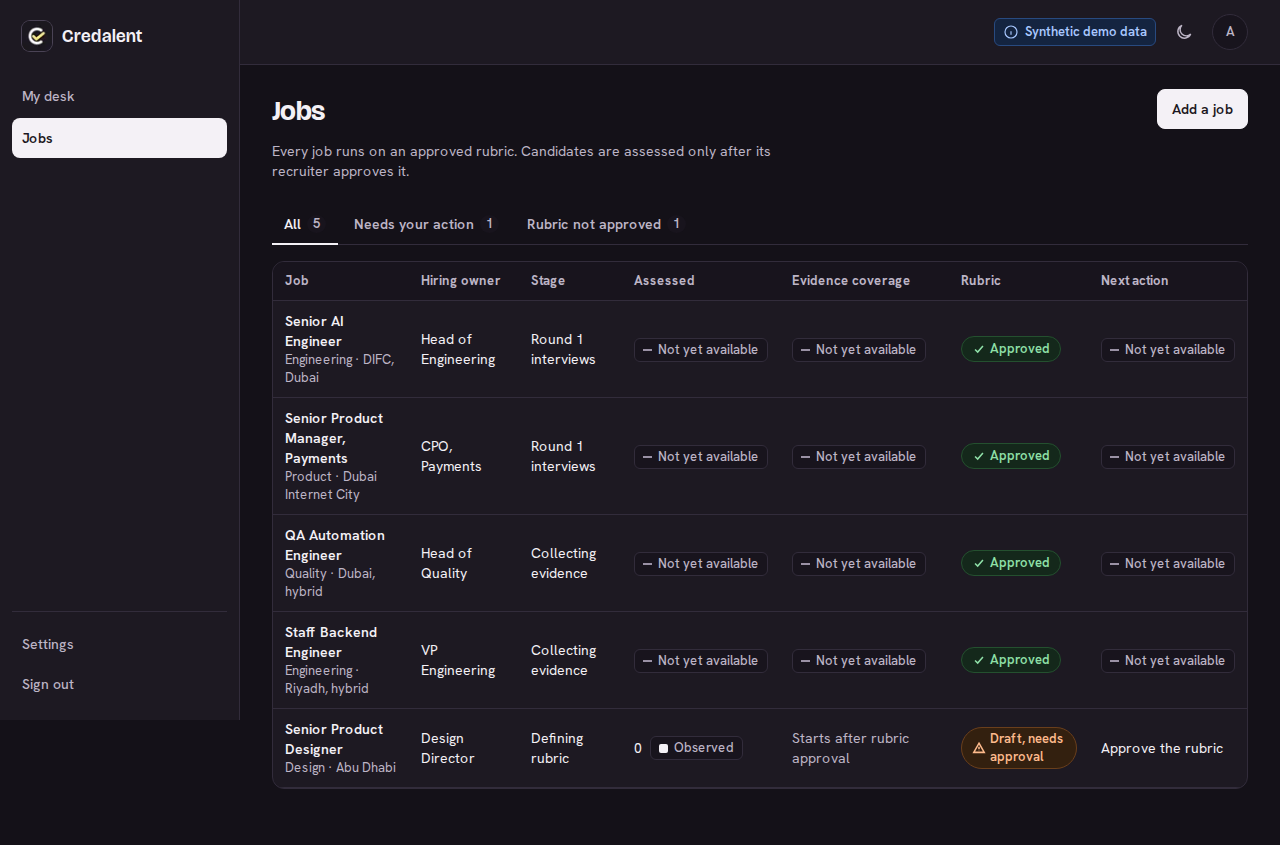 Credalent
Synthetic demo data
A
My desk
Jobs
Settings
Sign out
Jobs
Add a job
Every job runs on an approved rubric. Candidates are assessed only after its
recruiter approves it.
All 5 Needs your action 1 Rubric not approved 1
Job Hiring owner Stage Assessed Evidence coverage Rubric Next action
Senior AI
Engineer
Engineering · DIFC,
Dubai
Head of
Engineering
Round 1
interviews
Not yet available
Not yet available
Approved
Not yet available
Senior Product
Manager,
Payments
Product · Dubai
Internet City
CPO,
Payments
Round 1
interviews
Not yet available
Not yet available
Approved
Not yet available
QA Automation
Engineer
Quality · Dubai,
hybrid
Head of
Quality
Collecting
evidence
Not yet available
Not yet available
Approved
Not yet available
Staff Backend
Engineer
Engineering ·
Riyadh, hybrid
VP
Engineering
Collecting
evidence
Not yet available
Not yet available
Approved
Not yet available
Senior Product
Designer
Design · Abu Dhabi
Design
Director
Defining
rubric
0 Observed
Starts after rubric
approval
Draft, needs
approval
Approve the rubric